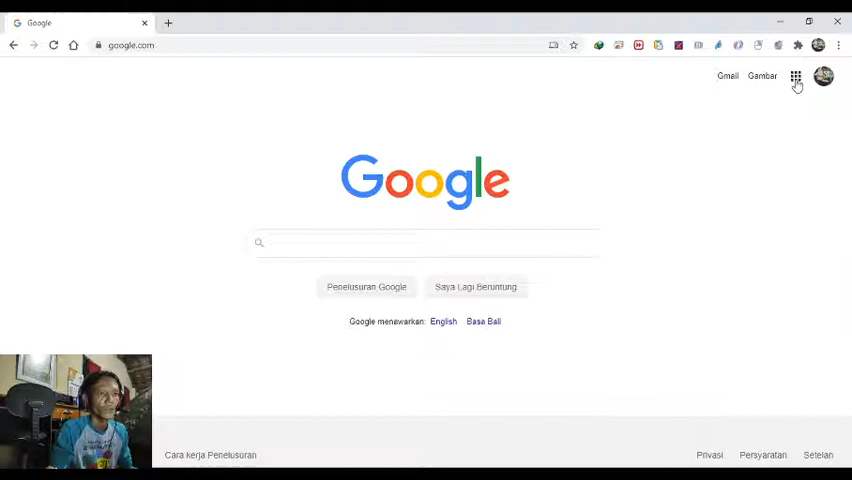 Google
google.com
Gmail Gambar
Google
Penelusuran Google Saya Lagi Beruntung
Google menawarkan: English Basa Bali
Cara kerja Penelusuran Privasi Persyaratan Setelan